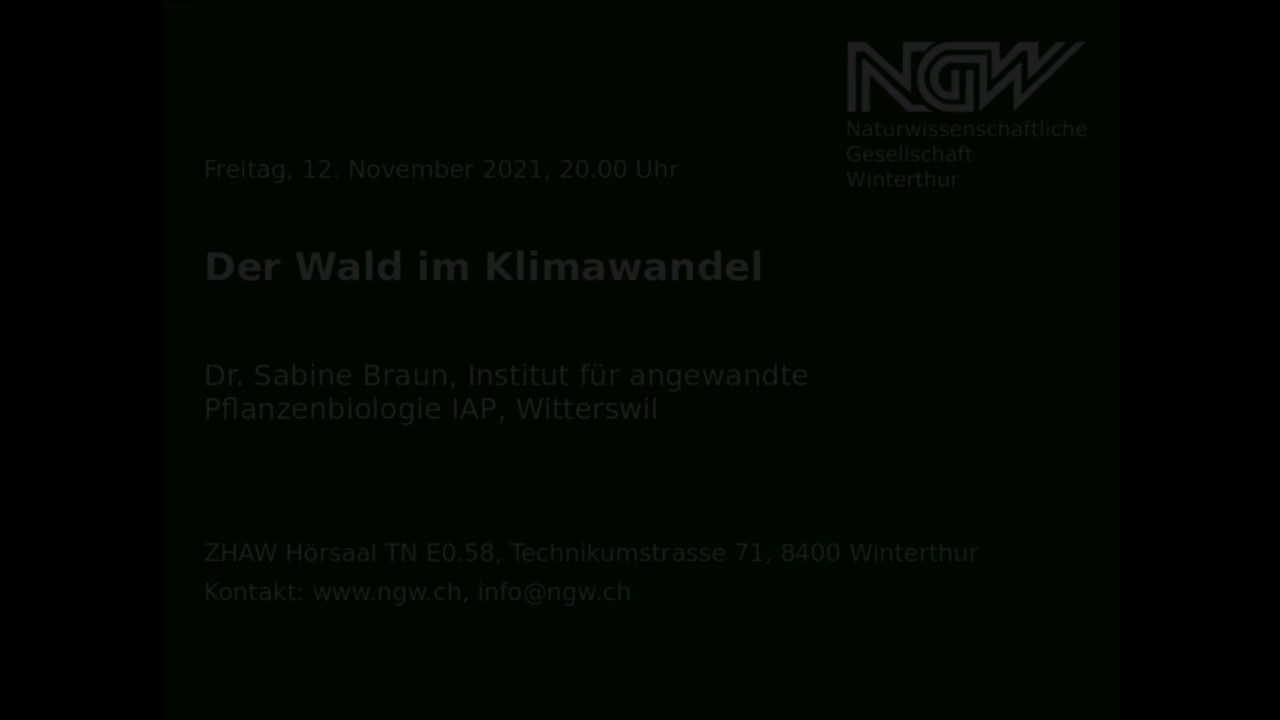 NGW
Naturwissenschaftliche
Gesellschaft
Winterthur
Freitag, 12. November 2021, 20.00 Uhr
Der Wald im Klimawandel
Dr. Sabine Braun, Institut für angewandte
Pflanzenbiologie IAP, Witterswil
ZHAW Hörsaal TN E0.58, Technikumstrasse 71, 8400 Winterthur
Kontakt: www.ngw.ch, info@ngw.ch